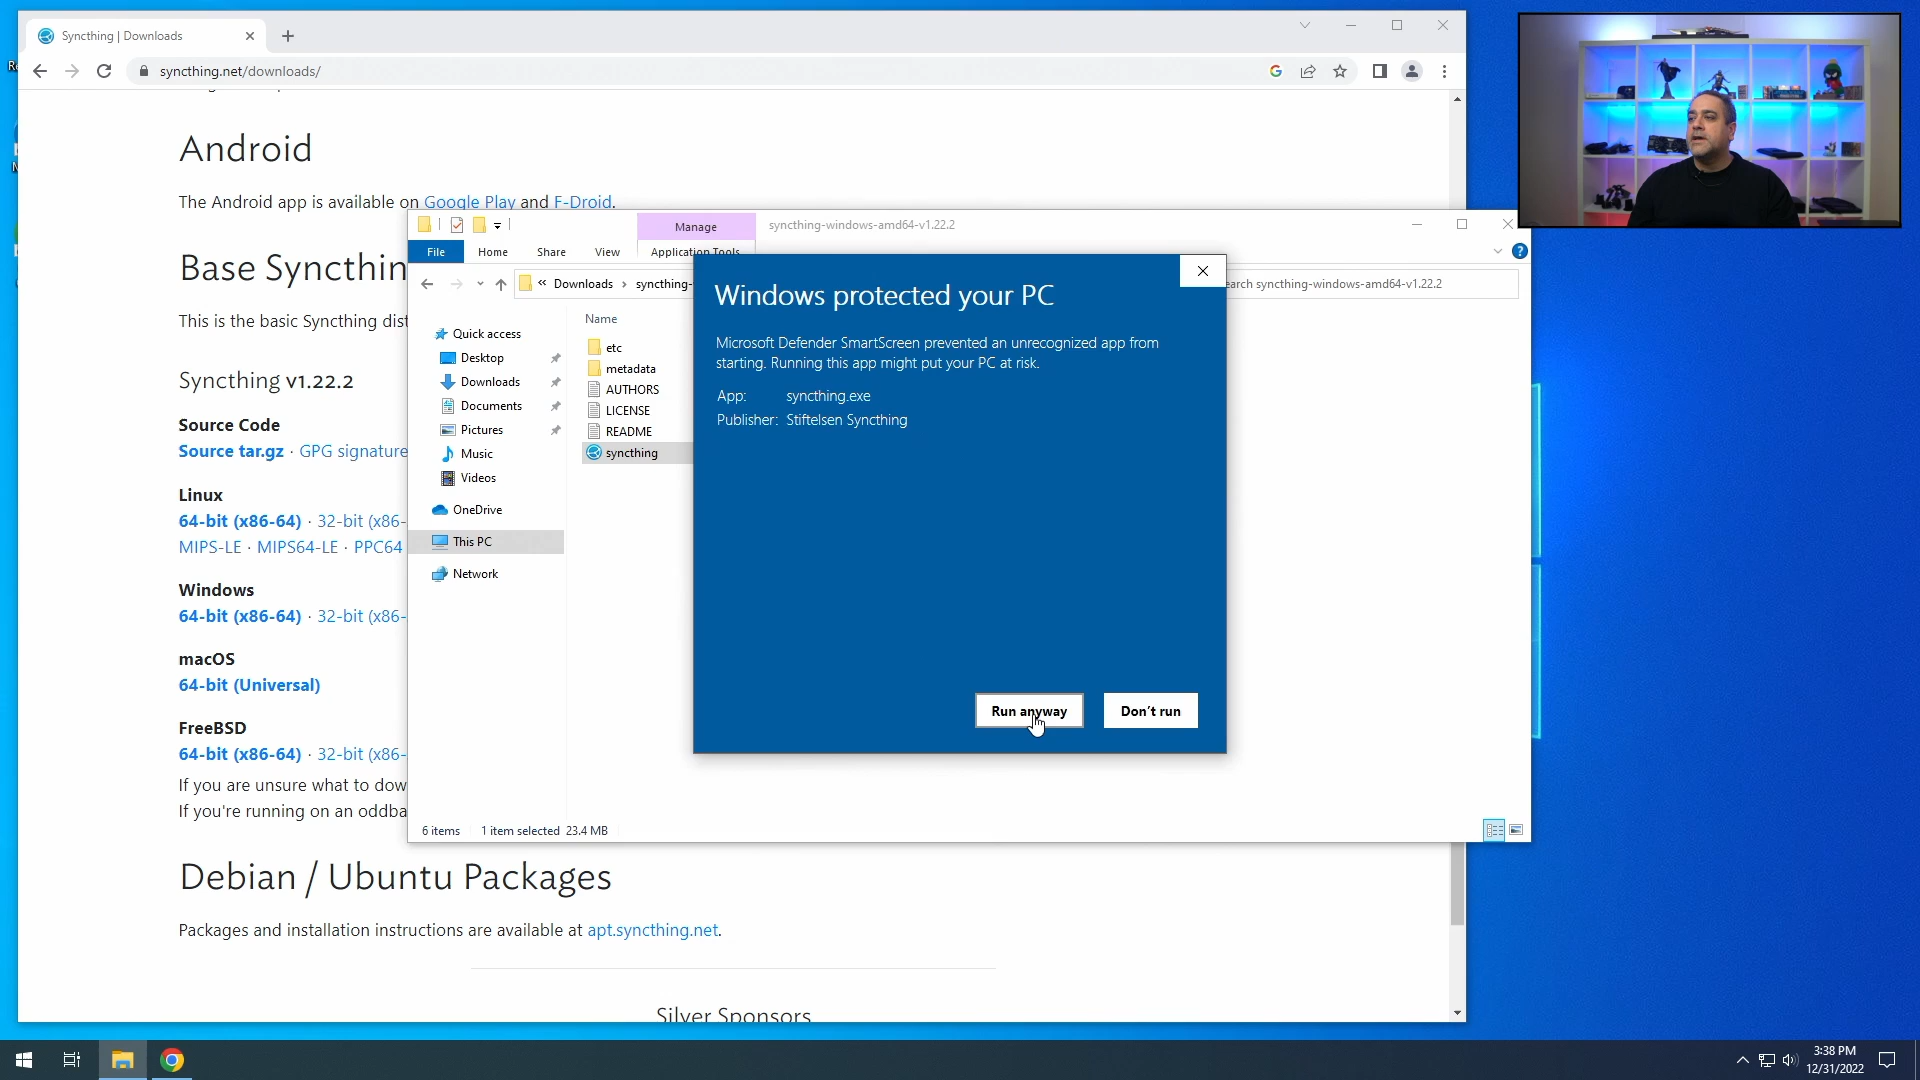 Syncthing | Downloads
syncthing.net/downloads/
Android
The Android app is available on Google Play and F-Droid.
Manage
syncthing-windows-amd64-v1.22.2
File
Home
Share
View
Application Tools
Base Syncthin
« Downloads › syncthing-
earch syncthing-windows-amd64-v1.22.2
This is the basic Syncthing dist
Syncthing v1.22.2
Source Code
Source tar.gz · GPG signature
Linux
64-bit (x86-64) · 32-bit (x86-
MIPS-LE · MIPS64-LE · PPC64
Windows
64-bit (x86-64) · 32-bit (x86-
macOS
64-bit (Universal)
FreeBSD
64-bit (x86-64) · 32-bit (x86-
If you are unsure what to dow
If you're running on an oddba
Quick access
Desktop
Downloads
Documents
Pictures
Music
Videos
OneDrive
This PC
Network
Name
etc
metadata
AUTHORS
LICENSE
README
syncthing
6 items
1 item selected 23.4 MB
Windows protected your PC
Microsoft Defender SmartScreen prevented an unrecognized app from
starting. Running this app might put your PC at risk.
App: syncthing.exe
Publisher: Stiftelsen Syncthing
Run anyway
Don't run
Debian / Ubuntu Packages
Packages and installation instructions are available at apt.syncthing.net.
Silver Sponsors
3:38 PM
12/31/2022